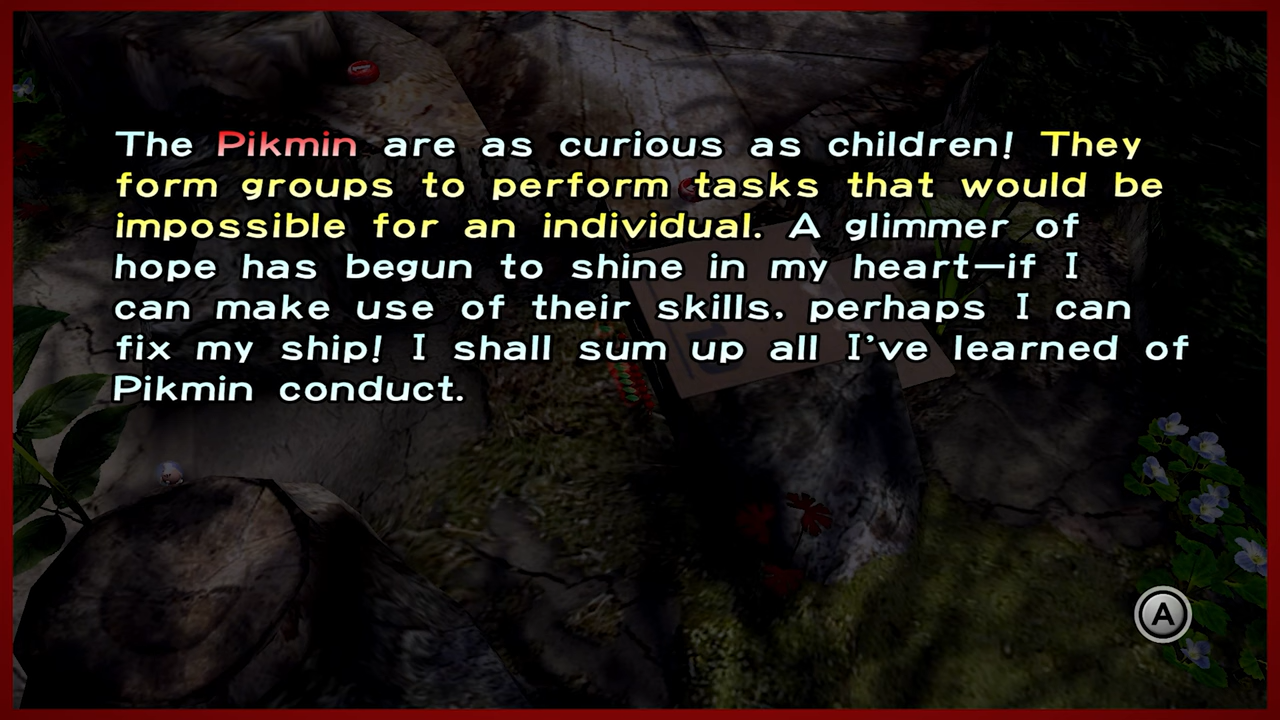 The Pikmin are as curious as children! They
form groups to perform tasks that would be
impossible for an individual. A glimmer of
hope has begun to shine in my heart—if I
can make use of their skills, perhaps I can
fix my ship! I shall sum up all I've learned of
Pikmin conduct.
A